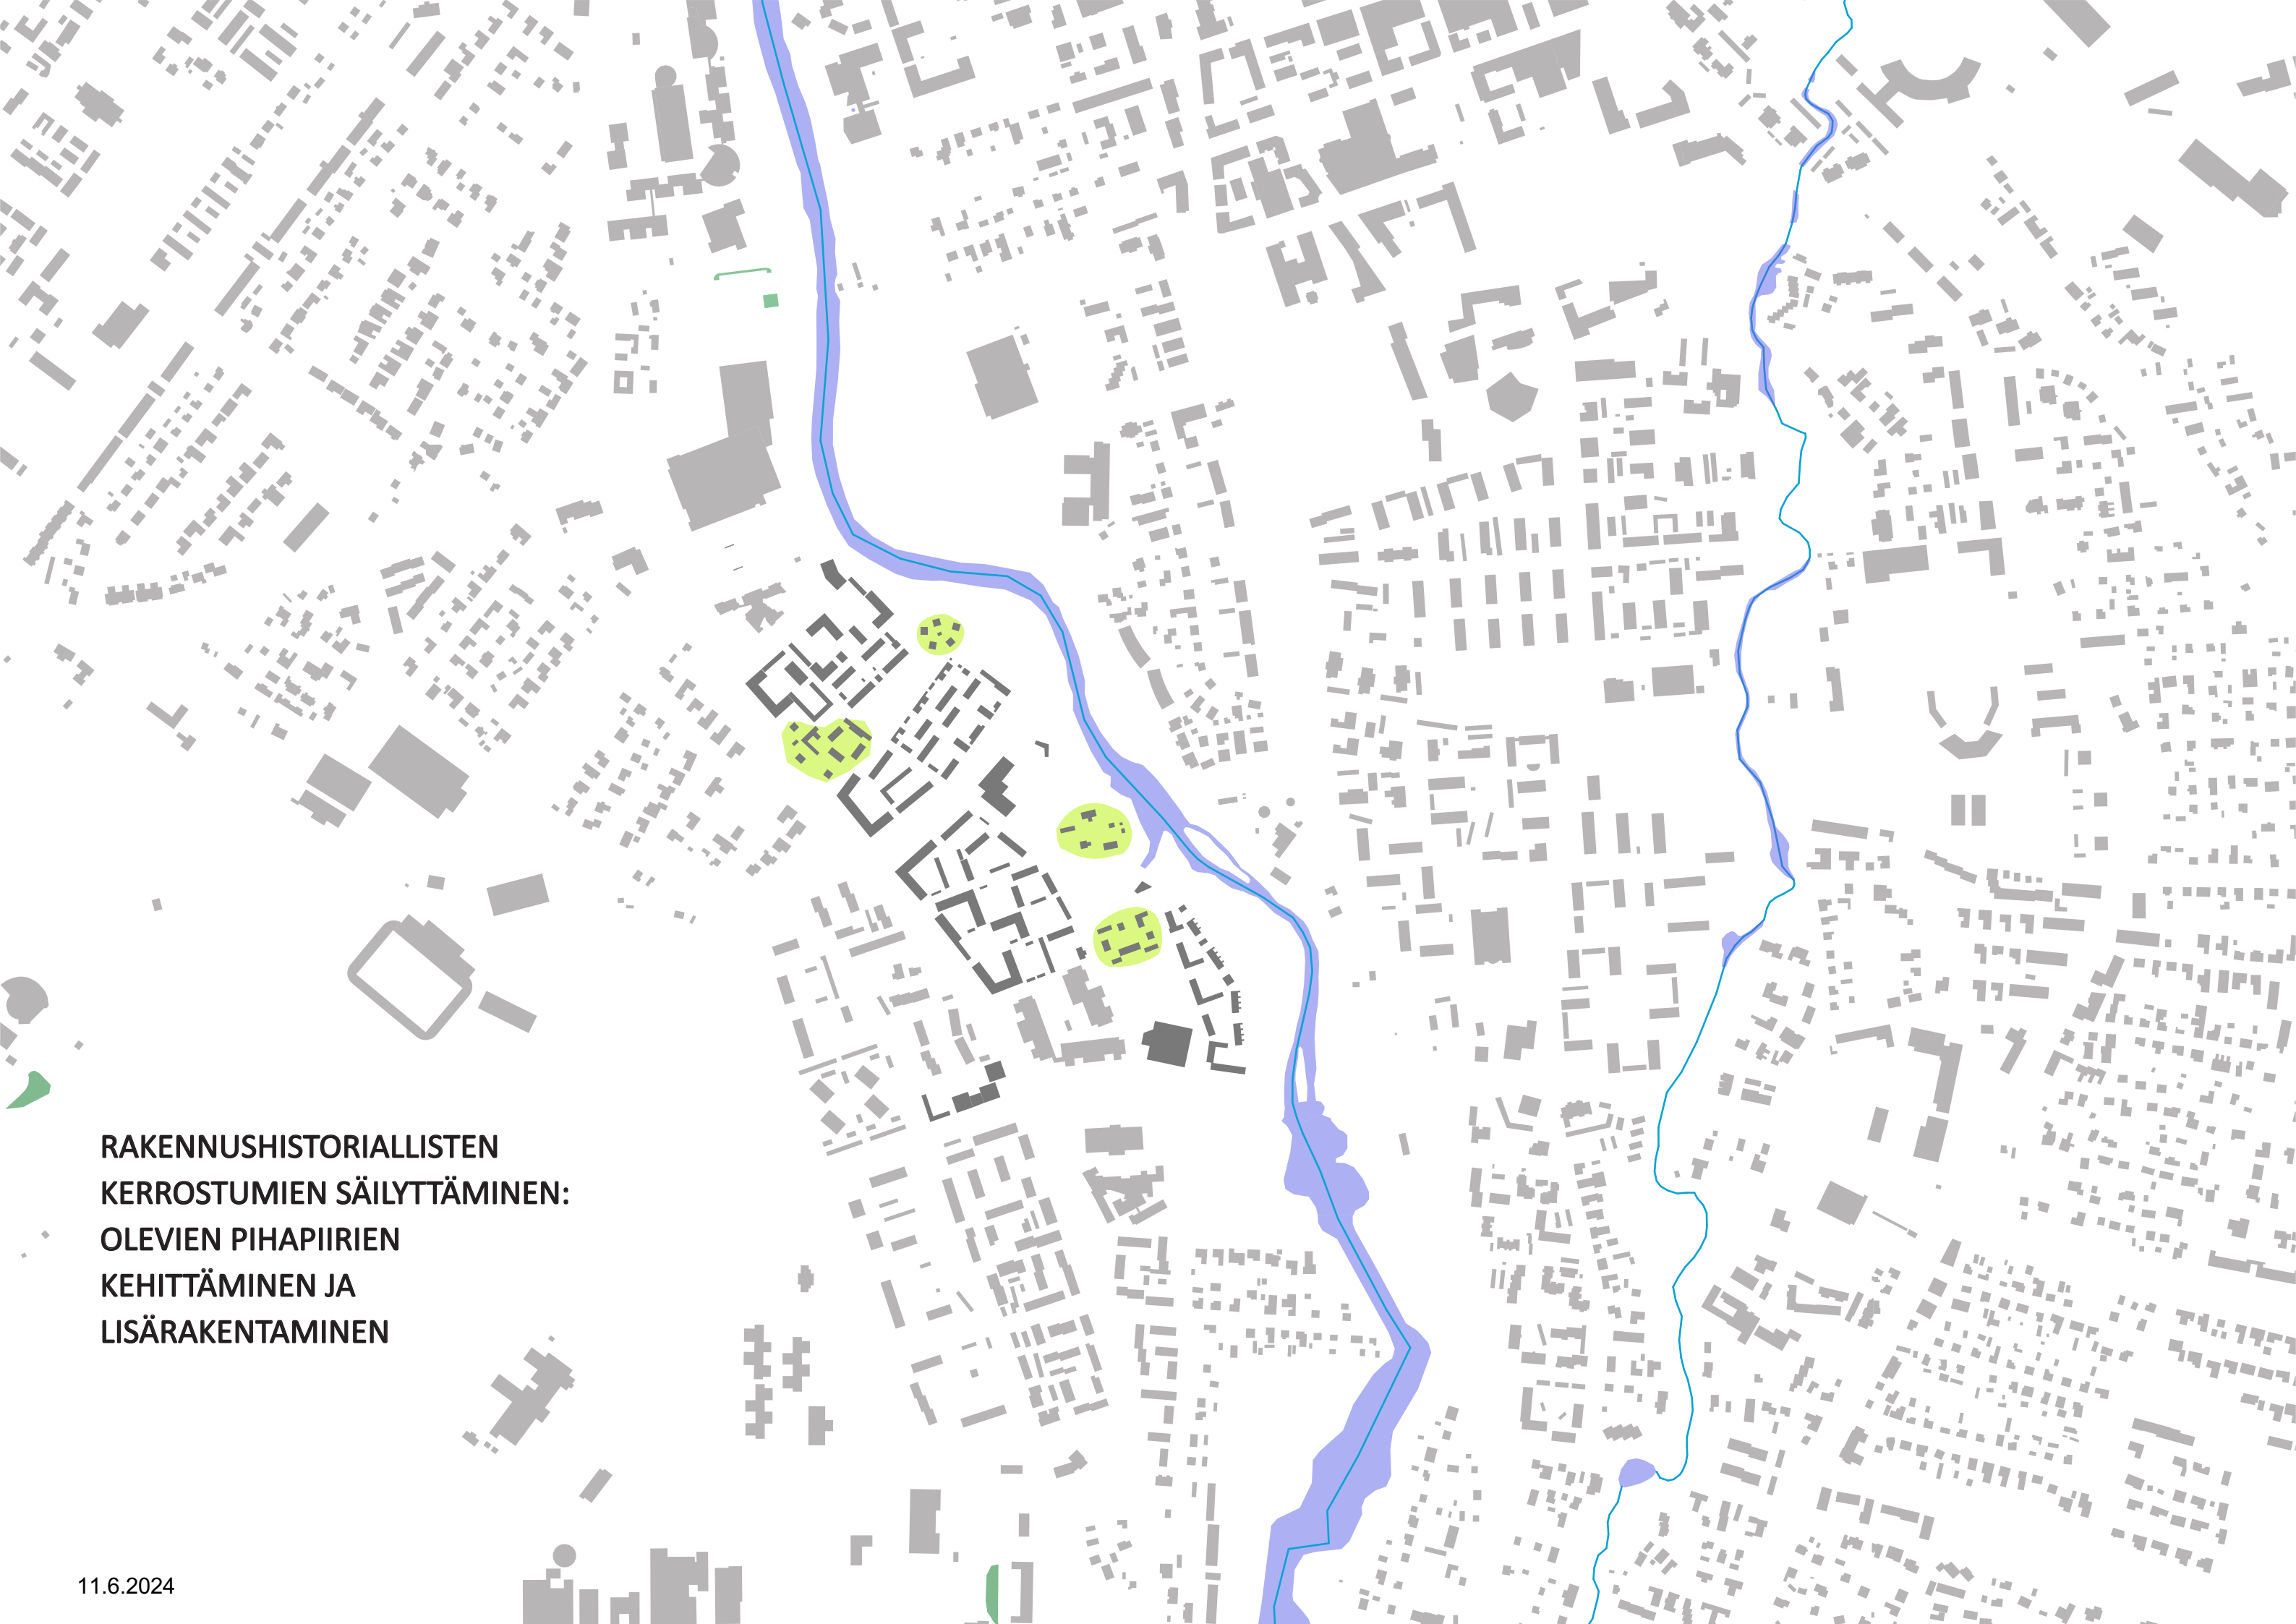 RAKENNUSHISTORIALLISTEN
KERROSTUMIEN SÄILYTTÄMINEN:
OLEVIEN PIHAPIIRIEN
KEHITTÄMINEN JA
LISÄRAKENTAMINEN
11.6.2024